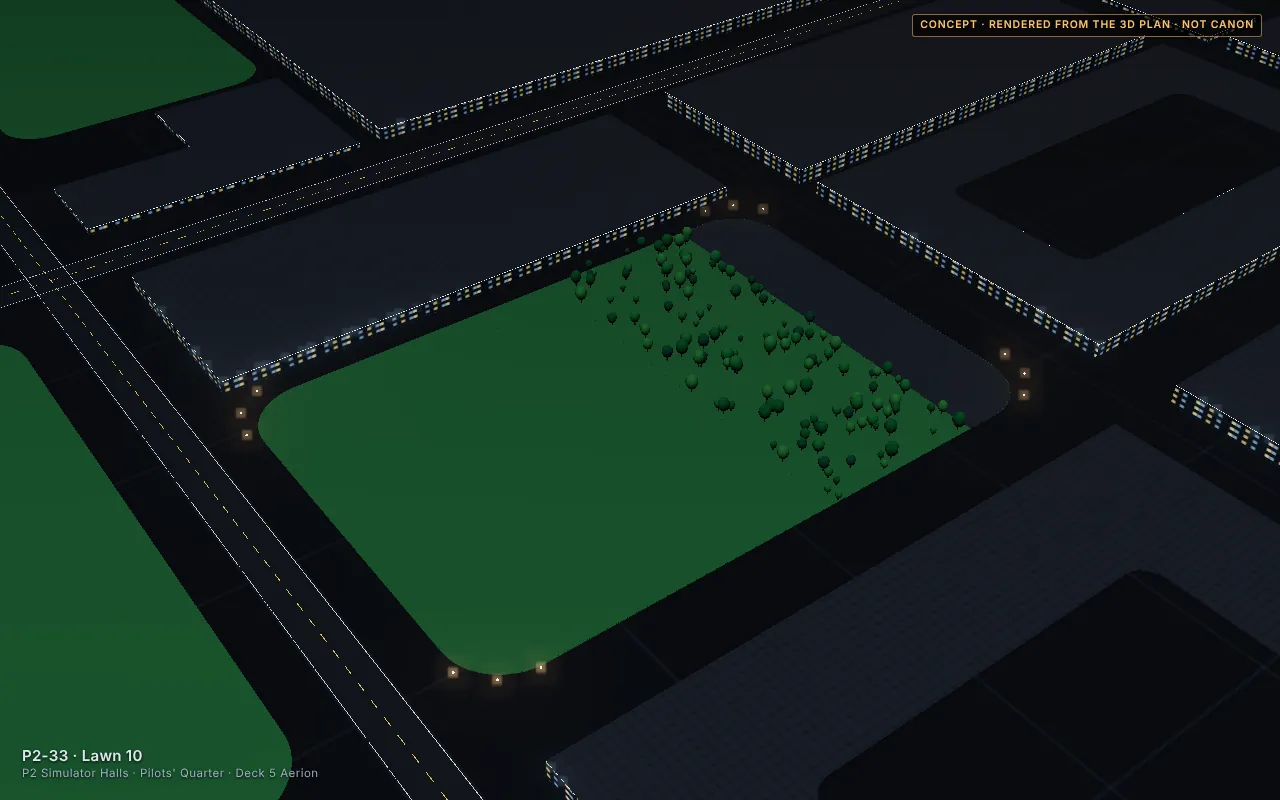 CONCEPT · RENDERED FROM THE 3D PLAN · NOT CANON
P2-33 · Lawn 10
P2 Simulator Halls · Pilots' Quarter · Deck 5 Aerion